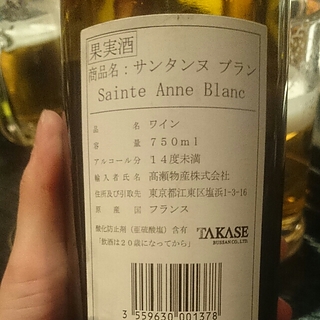 果実酒
商品名：サンタンヌ ブラン
Sainte Anne Blanc
品　　　　名 ワイン
容　　　　量 750ml
アルコール分 14度未満
輸入者氏名 高瀬物産株式会社
住所及び引取先 東京都江東区塩浜1-3-16
原　産　国 フランス
酸化防止剤（亜硫酸塩）含有
「飲酒は20歳になってから」
TAKASE
BUSSAN CO., LTD.
3 559630 001378